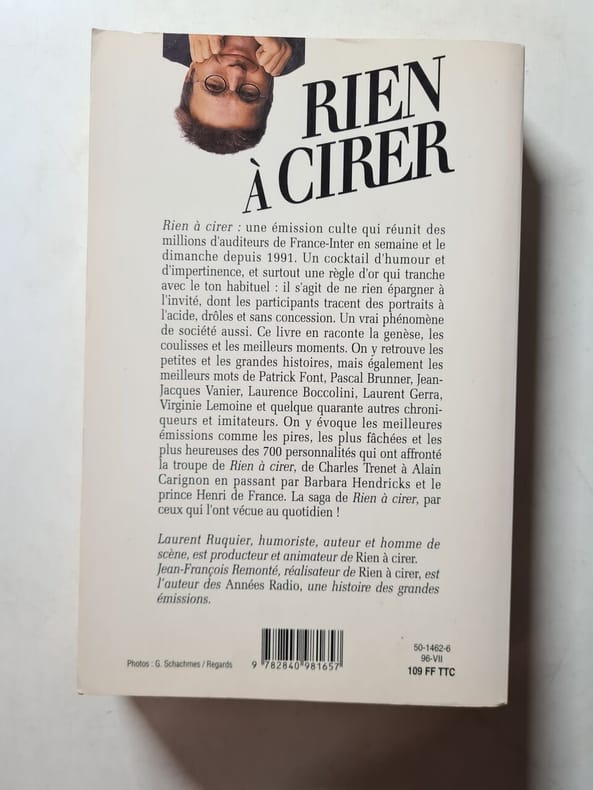 RIEN
À CIRER
Rien à cirer : une émission culte qui réunit des
millions d'auditeurs de France-Inter en semaine et le
dimanche depuis 1991. Un cocktail d'humour et
d'impertinence, et surtout une règle d'or qui tranche
avec le ton habituel : il s'agit de ne rien épargner à
l'invité, dont les participants tracent des portraits à
l'acide, drôles et sans concession. Un vrai phénomène
de société aussi. Ce livre en raconte la genèse, les
coulisses et les meilleurs moments. On y retrouve les
petites et les grandes histoires, mais également les
meilleurs mots de Patrick Font, Pascal Brunner, Jean-
Jacques Vanier, Laurence Boccolini, Laurent Gerra,
Virginie Lemoine et quelque quarante autres chroni-
queurs et imitateurs. On y évoque les meilleures
émissions comme les pires, les plus fâchées et les
plus heureuses des 700 personnalités qui ont affronté
la troupe de Rien à cirer, de Charles Trenet à Alain
Carignon en passant par Barbara Hendricks et le
prince Henri de France. La saga de Rien à cirer, par
ceux qui l'ont vécue au quotidien !
Laurent Ruquier, humoriste, auteur et homme de
scène, est producteur et animateur de Rien à cirer.
Jean-François Remonté, réalisateur de Rien à cirer, est
l'auteur des Années Radio, une histoire des grandes
émissions.
Photos : G. Schachmes / Regards
9 782840 981657
50-1462-6
96-VII
109 FF TTC